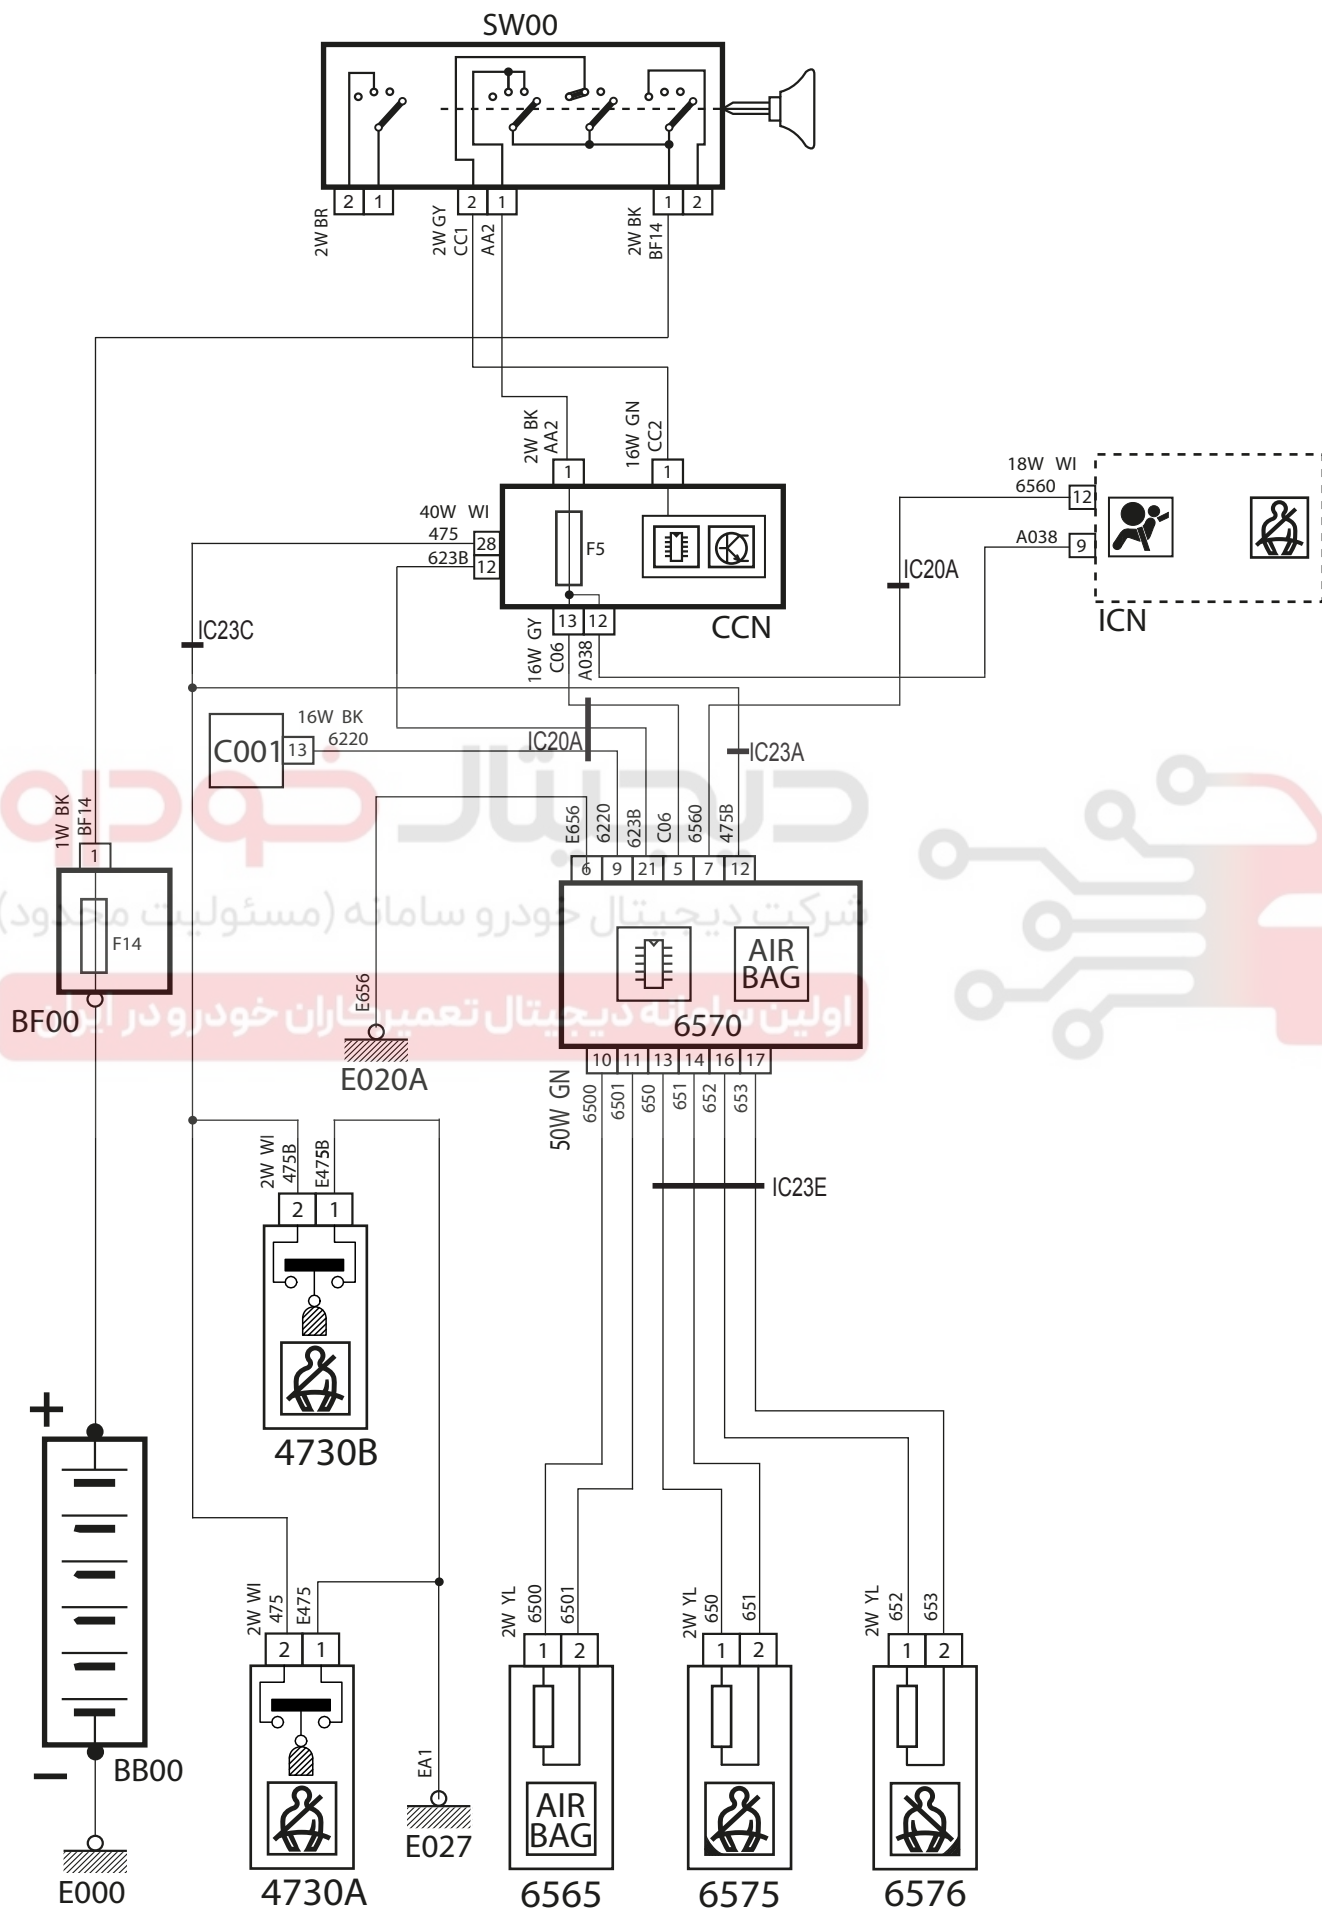 SW00
2 1
2 1
1 2
2W BR
2W GY
CC1
AA2
2W BK
BF14
2W BK
AA2
16W GN
CC2
1
1
40W WI
475
28
623B
12
F5
13 12
CCN
16W GY
C06
A038
18W WI
6560
12
A038
9
ICN
IC20A
IC23C
C001
13
16W BK
6220
IC20A
IC23A
دیجیتال خودرو
شرکت دیجیتال خودرو سامانه (مسئولیت محدود)
اولین سامانه دیجیتال تعمیرکاران خودرو در ایران
1W BK
BF14
1
F14
BF00
E656
6220
623B
C06
6560
475B
6 9 21 5 7 12
AIR
BAG
6570
10 11 13 14 16 17
50W GN
6500
6501
650
651
652
653
IC23E
E656
E020A
2W WI
475B
E475B
2 1
4730B
+
BB00
−
E000
2W WI
475
E475
2 1
4730A
EA1
E027
2W YL
6500
6501
1 2
AIR
BAG
6565
2W YL
650
651
1 2
6575
2W YL
652
653
1 2
6576